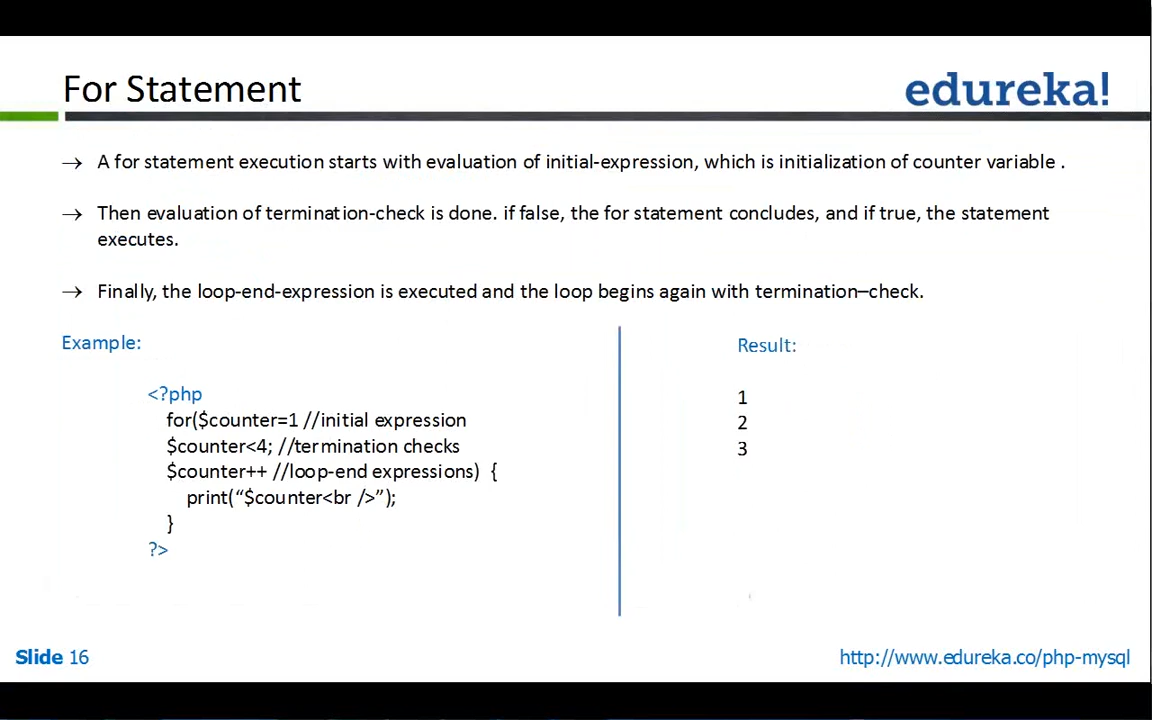 For Statement
edureka!
→ A for statement execution starts with evaluation of initial-expression, which is initialization of counter variable .
→ Then evaluation of termination-check is done. if false, the for statement concludes, and if true, the statement
executes.
→ Finally, the loop-end-expression is executed and the loop begins again with termination–check.
Example:
<?php
for($counter=1 //initial expression
$counter<4; //termination checks
$counter++ //loop-end expressions) {
print(“$counter<br />”);
}
?>
Result:
1
2
3
Slide 16
http://www.edureka.co/php-mysql